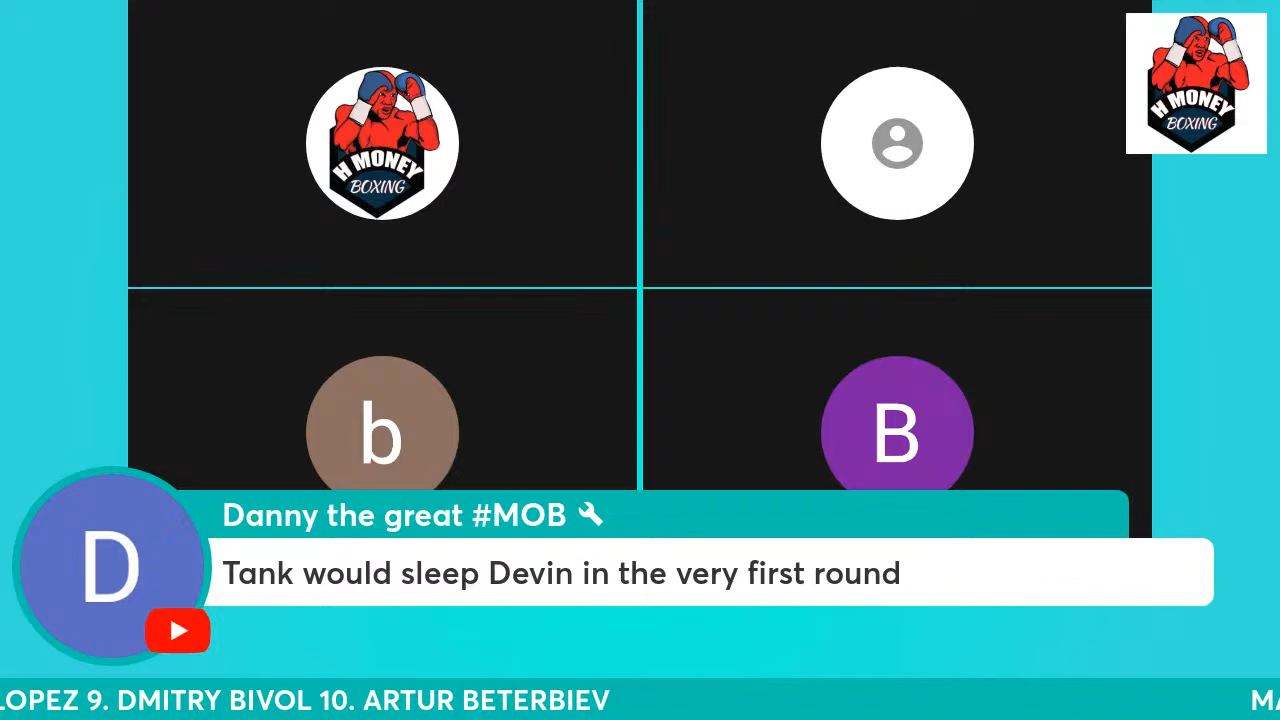 H MONEY
BOXING
H MONEY
BOXING
b
B
D
Danny the great #MOB
Tank would sleep Devin in the very first round
LOPEZ 9. DMITRY BIVOL 10. ARTUR BETERBIEV